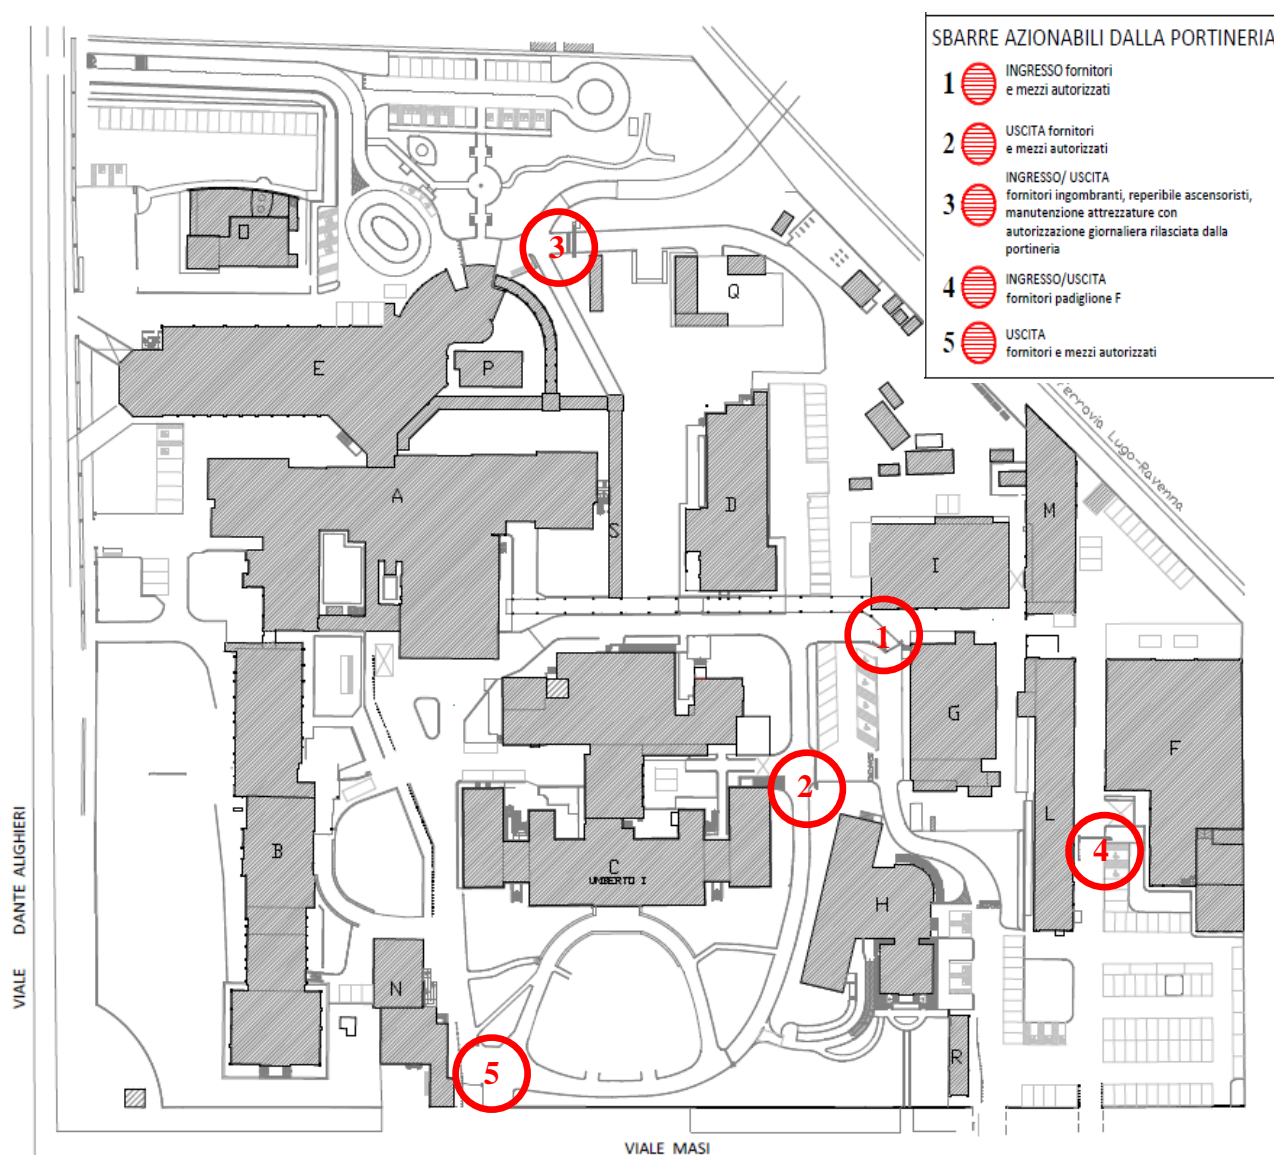 SBARRE AZIONABILI DALLA PORTINERIA
1 INGRESSO fornitori
e mezzi autorizzati
2 USCITA fornitori
e mezzi autorizzati
3 INGRESSO/ USCITA
fornitori ingombranti, reperibile ascensoristi,
manutenzione attrezzature con
autorizzazione giornaliera rilasciata dalla
portineria
4 INGRESSO/USCITA
fornitori padiglione F
5 USCITA
fornitori e mezzi autorizzati
O
3
Q
E
P
Ferrovia Lugo-Ravenna
A
D
S
M
I
1
G
F
2
L
4
B
C
UMBERTO I
H
N
R
5
VIALE DANTE ALIGHIERI
VIALE MASI